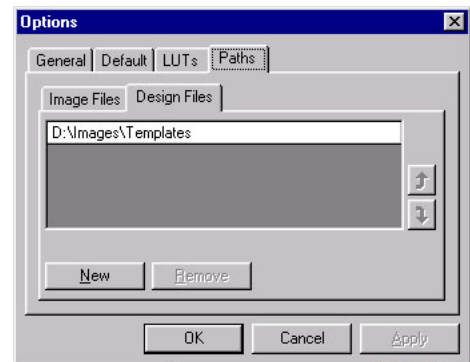 Options
General Default LUTs Paths
Image Files Design Files
D:\Images\Templates
New Remove
OK Cancel Apply